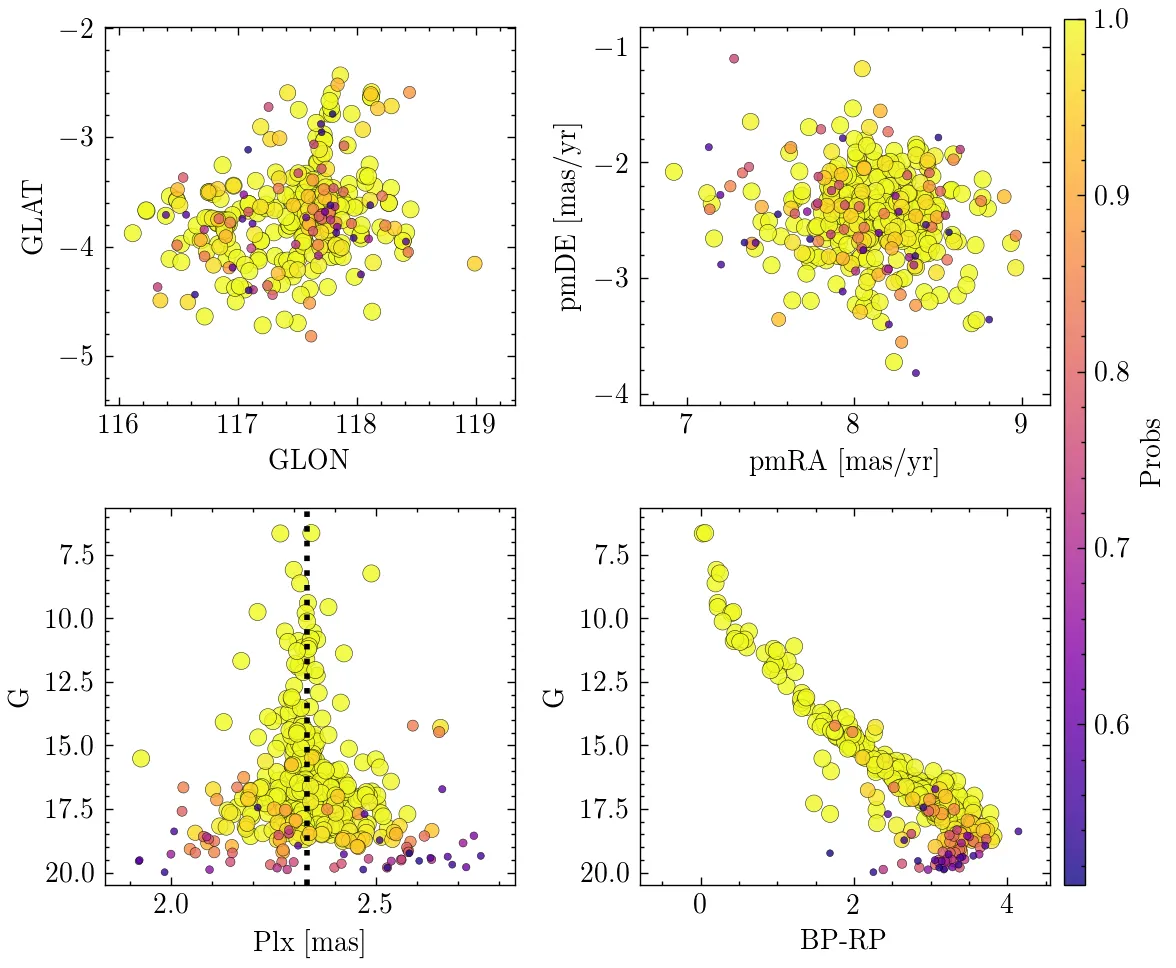 −2
−3
−4
−5
GLAT
116 117 118 119
GLON
−1
−2
−3
−4
pmDE [mas/yr]
7 8 9
pmRA [mas/yr]
1.0
0.9
0.8
0.7
0.6
Probs
7.5
10.0
12.5
15.0
17.5
20.0
G
2.0 2.5
Plx [mas]
7.5
10.0
12.5
15.0
17.5
20.0
G
0 2 4
BP-RP